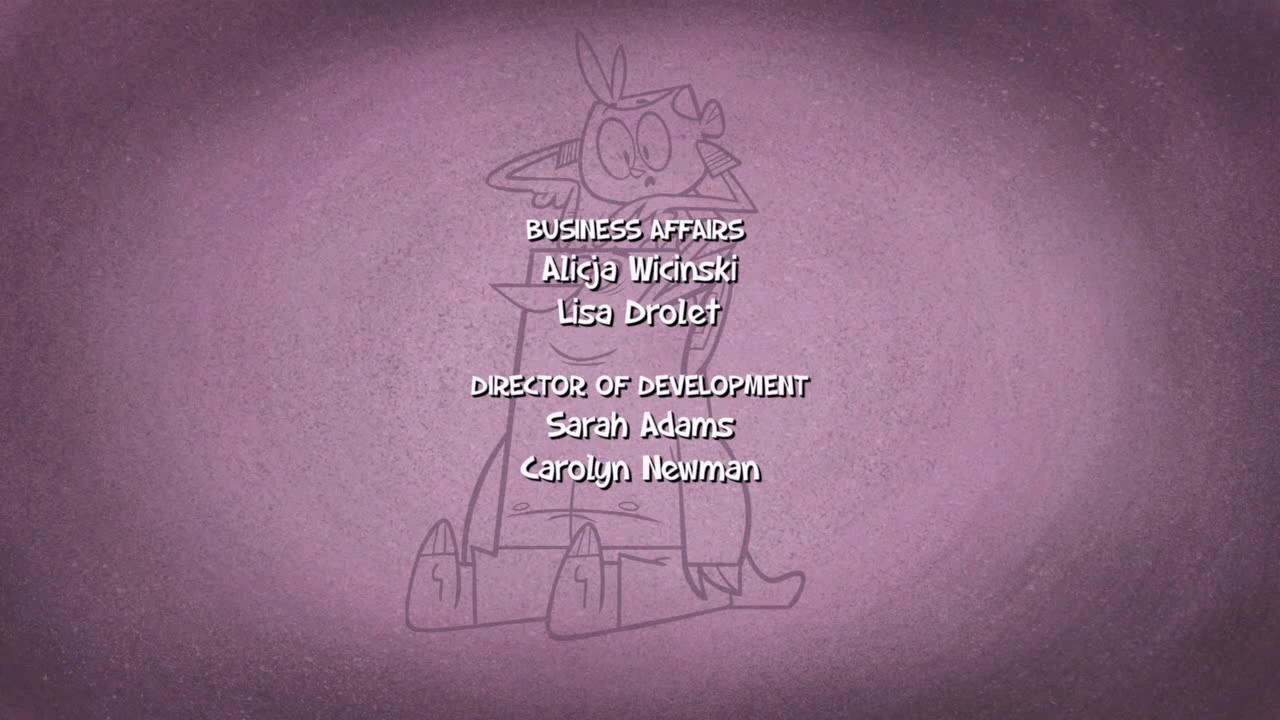 BUSINESS AFFAIRS
Alicja Wicinski
Lisa Drolet
DIRECTOR OF DEVELOPMENT
Sarah Adams
Carolyn Newman